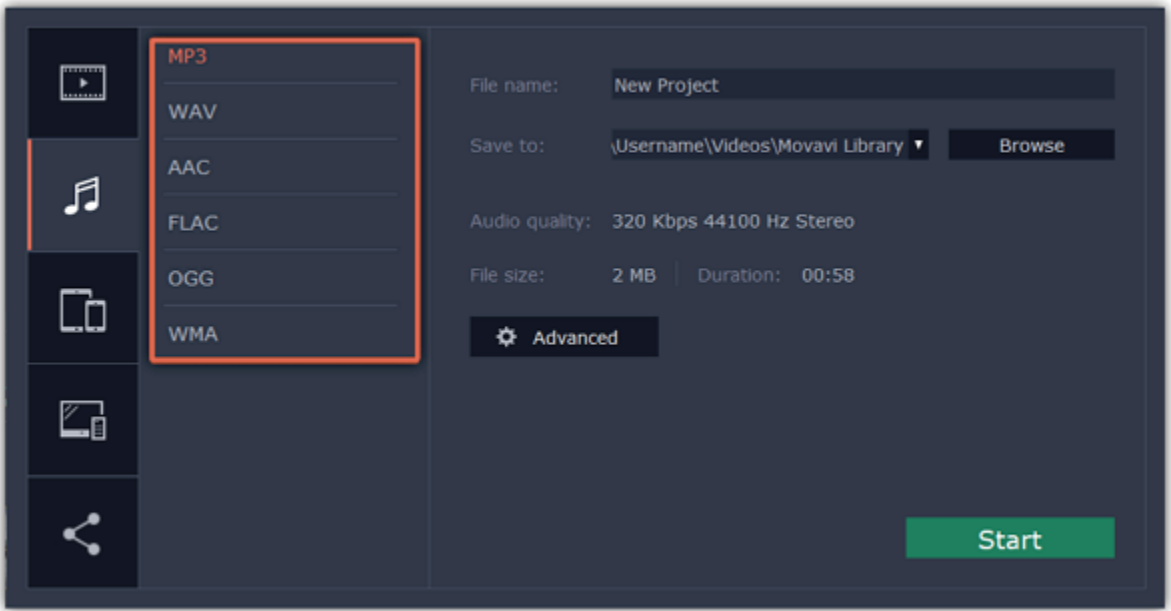 MP3
WAV
AAC
FLAC
OGG
WMA
File name: New Project
Save to: \Username\Videos\Movavi Library Browse
Audio quality: 320 Kbps 44100 Hz Stereo
File size: 2 MB Duration: 00:58
Advanced
Start